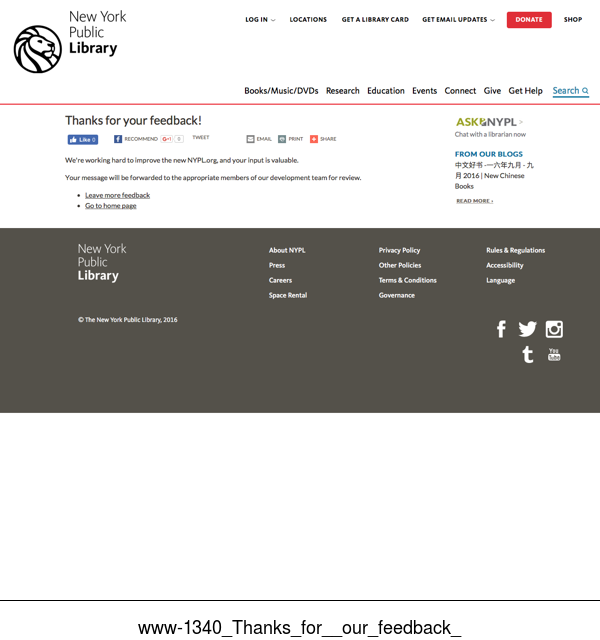 New York
Public
Library
LOG IN
LOCATIONS
GET A LIBRARY CARD
GET EMAIL UPDATES
DONATE
SHOP
Books/Music/DVDs
Research
Education
Events
Connect
Give
Get Help
Search
Thanks for your feedback!
Like 0
RECOMMEND
G+1 0
TWEET
EMAIL
PRINT
SHARE
We're working hard to improve the new NYPL.org, and your input is valuable.
Your message will be forwarded to the appropriate members of our development team for review.
• Leave more feedback
• Go to home page
ASK NYPL >
Chat with a librarian now
FROM OUR BLOGS
中文好书 -一六年九月 - 九
月 2016 | New Chinese
Books
READ MORE ›
New York
Public
Library
About NYPL
Press
Careers
Space Rental
Privacy Policy
Other Policies
Terms & Conditions
Governance
Rules & Regulations
Accessibility
Language
© The New York Public Library, 2016
You
Tube
www-1340_Thanks_for__our_feedback_